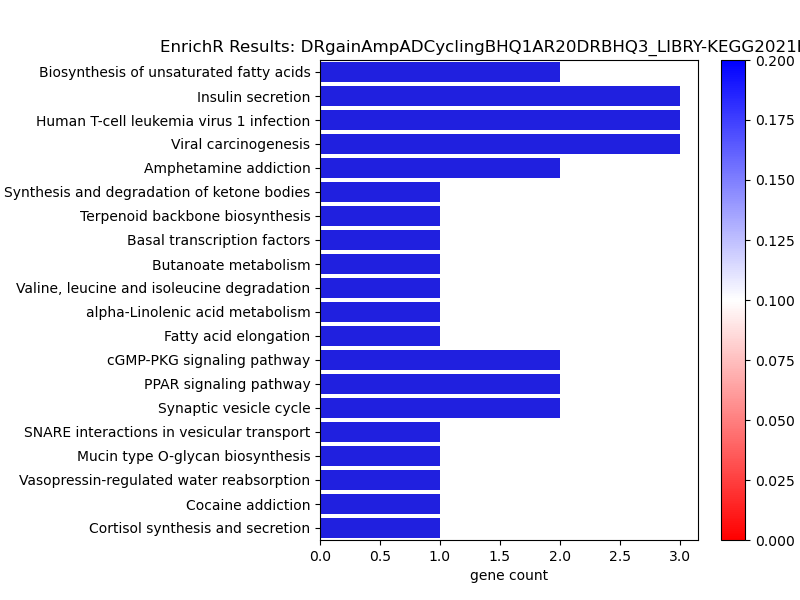 EnrichR Results: DRgainAmpADCyclingBHQ1AR20DRBHQ3_LIBRY-KEGG2021
Biosynthesis of unsaturated fatty acids
Insulin secretion
Human T-cell leukemia virus 1 infection
Viral carcinogenesis
Amphetamine addiction
Synthesis and degradation of ketone bodies
Terpenoid backbone biosynthesis
Basal transcription factors
Butanoate metabolism
Valine, leucine and isoleucine degradation
alpha-Linolenic acid metabolism
Fatty acid elongation
cGMP-PKG signaling pathway
PPAR signaling pathway
Synaptic vesicle cycle
SNARE interactions in vesicular transport
Mucin type O-glycan biosynthesis
Vasopressin-regulated water reabsorption
Cocaine addiction
Cortisol synthesis and secretion
0.0 0.5 1.0 1.5 2.0 2.5 3.0
gene count
0.200
0.175
0.150
0.125
0.100
0.075
0.050
0.025
0.000